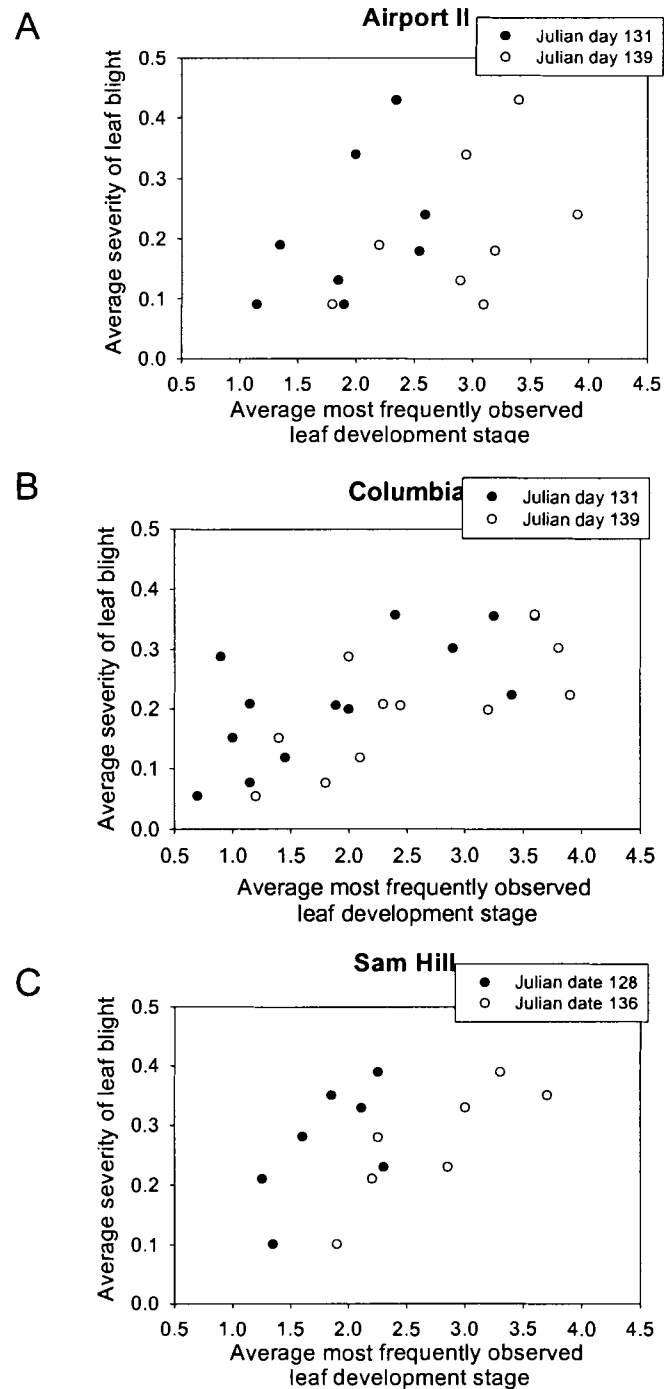 A
Airport II
Julian day 131
Julian day 139
0.5
0.4
0.3
0.2
0.1
0.0
Average severity of leaf blight
0.5 1.0 1.5 2.0 2.5 3.0 3.5 4.0 4.5
Average most frequently observed
leaf development stage
B
Columbia
Julian day 131
Julian day 139
0.5
0.4
0.3
0.2
0.1
0.0
Average severity of leaf blight
0.5 1.0 1.5 2.0 2.5 3.0 3.5 4.0 4.5
Average most frequently observed
leaf development stage
C
Sam Hill
Julian date 128
Julian date 136
0.5
0.4
0.3
0.2
0.1
0.0
Average severity of leaf blight
0.5 1.0 1.5 2.0 2.5 3.0 3.5 4.0 4.5
Average most frequently observed
leaf development stage